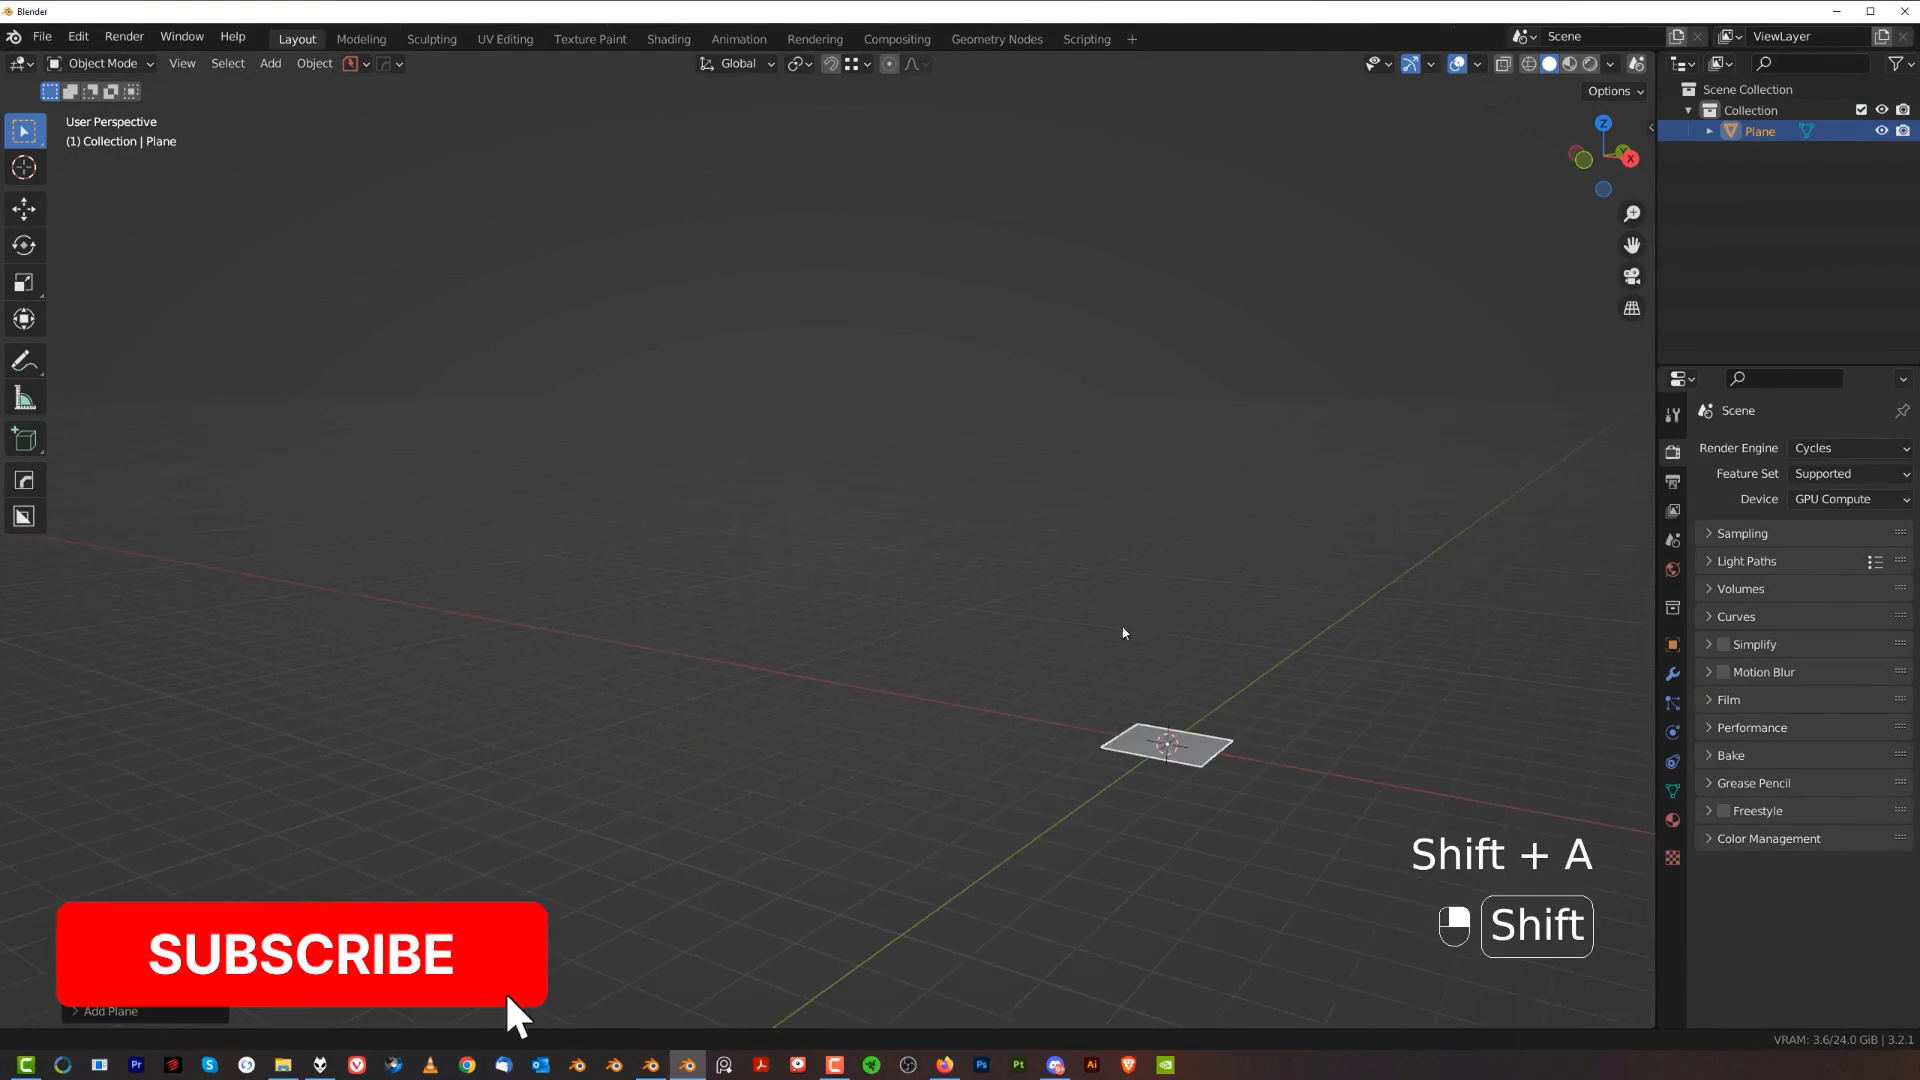 Blender
File Edit Render Window Help Layout Modeling Sculpting UV Editing Texture Paint Shading Animation Rendering Compositing Geometry Nodes Scripting + Scene ViewLayer
Object Mode View Select Add Object Global
Options
User Perspective
(1) Collection | Plane
Z
Y
X
Scene Collection
Collection
Plane
Scene
Render Engine Cycles
Feature Set Supported
Device GPU Compute
Sampling
Light Paths
Volumes
Curves
Simplify
Motion Blur
Film
Performance
Bake
Grease Pencil
Freestyle
Color Management
Shift + A
Shift
SUBSCRIBE
Add Plane
VRAM: 3.6/24.0 GiB | 3.2.1
Pr
S
Ps
Pt
Ai